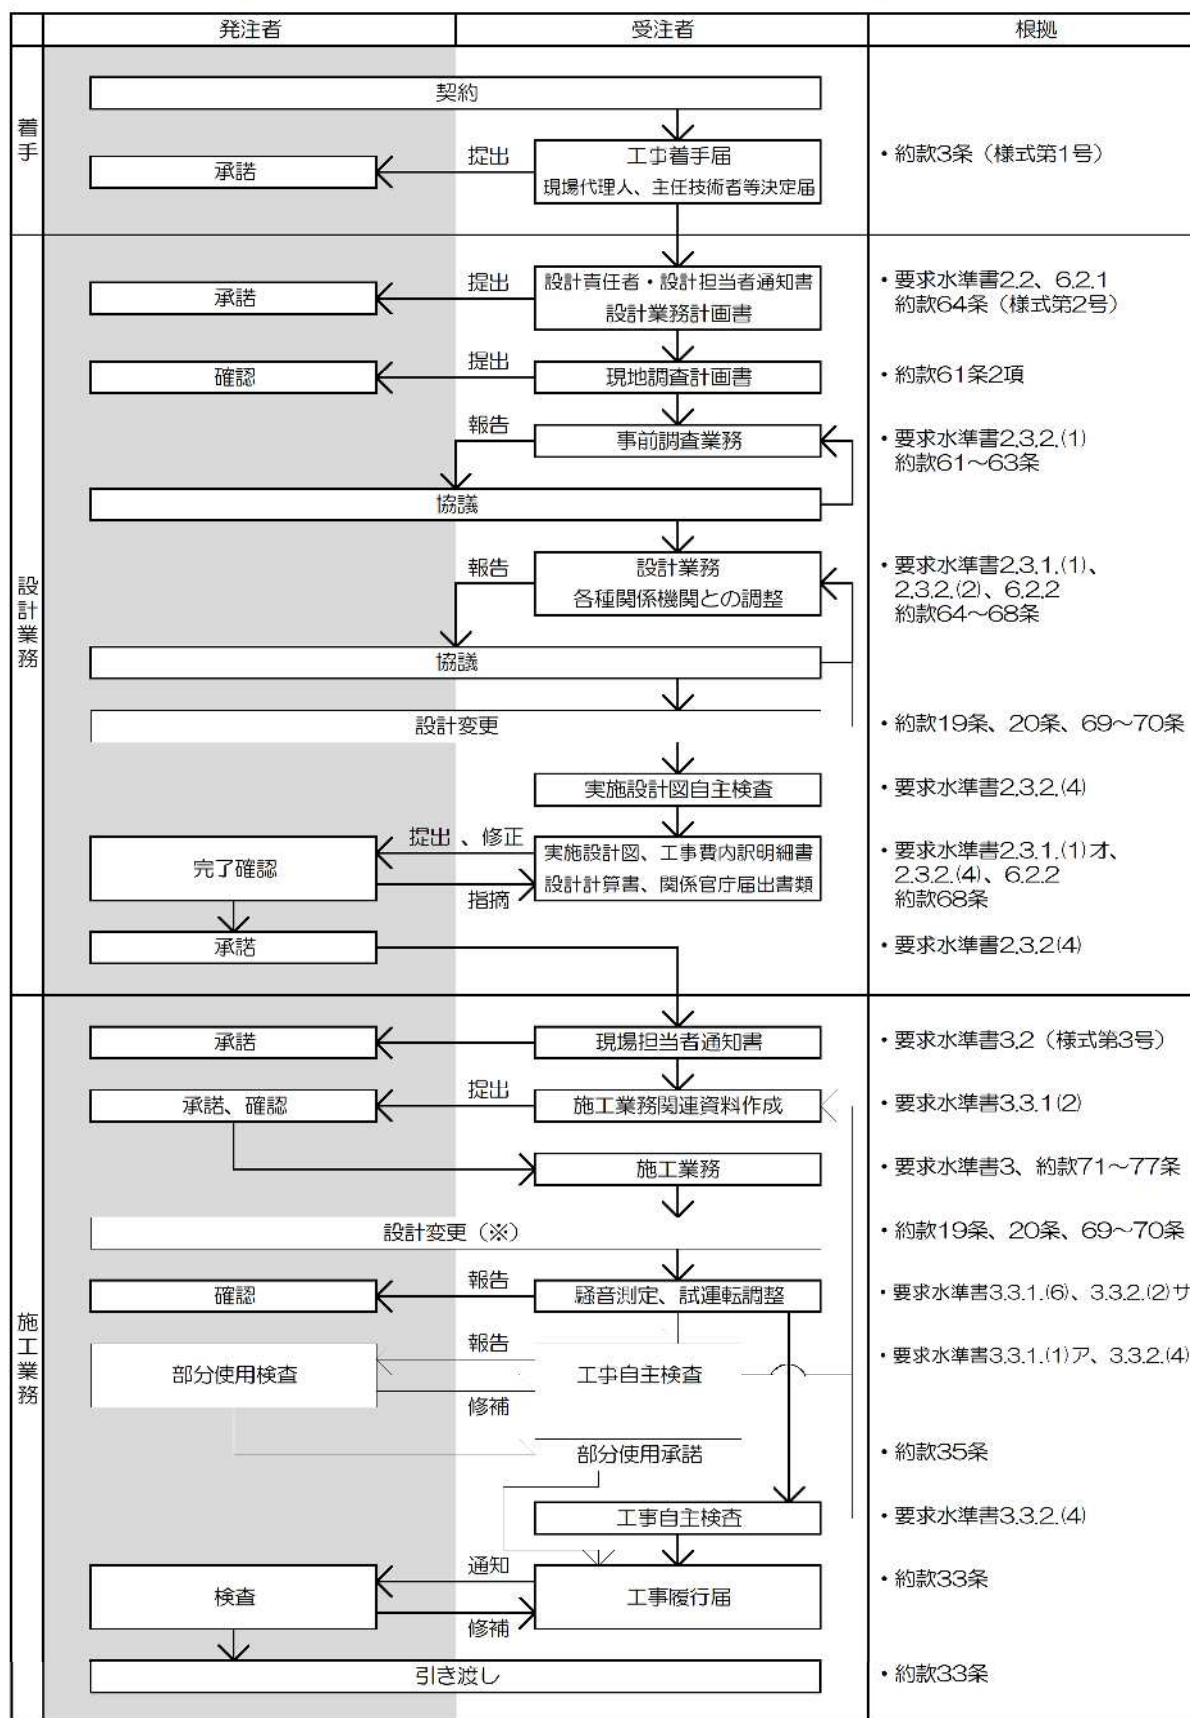 発注者 受注者 根拠
着手
契約
工事着手届
現場代理人、主任技術者等決定届
提出
承諾
・約款3条（様式第1号）
設計業務
設計責任者・設計担当者通知書
設計業務計画書
提出
承諾
・要求水準書2.2、6.2.1
約款64条（様式第2号）
現地調査計画書
提出
確認
・約款61条2項
事前調査業務
報告
・要求水準書2.3.2.(1)
約款61～63条
協議
設計業務
各種関係機関との調整
報告
・要求水準書2.3.1.(1)、
2.3.2.(2)、6.2.2
約款64～68条
協議
設計変更
・約款19条、20条、69～70条
実施設計図自主検査
・要求水準書2.3.2.(4)
提出、修正
実施設計図、工事費内訳明細書
設計計算書、関係官庁届出書類
完了確認
指摘
・要求水準書2.3.1.(1)オ、
2.3.2.(4)、6.2.2
約款68条
承諾
・要求水準書2.3.2(4)
施工業務
承諾
現場担当者通知書
・要求水準書3.2（様式第3号）
承諾、確認
提出
施工業務関連資料作成
・要求水準書3.3.1(2)
施工業務
・要求水準書3、約款71～77条
設計変更（※）
・約款19条、20条、69～70条
確認
報告
騒音測定、試運転調整
・要求水準書3.3.1.(6)、3.3.2.(2)サ
部分使用検査
報告
修補
工事自主検査
・要求水準書3.3.1.(1)ア、3.3.2.(4)
部分使用承諾
・約款35条
工事自主検査
・要求水準書3.3.2.(4)
検査
通知
修補
工事履行届
・約款33条
引き渡し
・約款33条